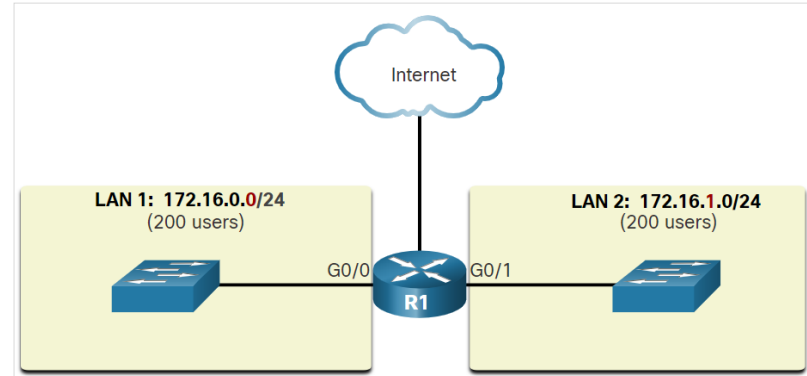 Internet
LAN 1: 172.16.0.0/24
(200 users)
LAN 2: 172.16.1.0/24
(200 users)
G0/0
G0/1
R1